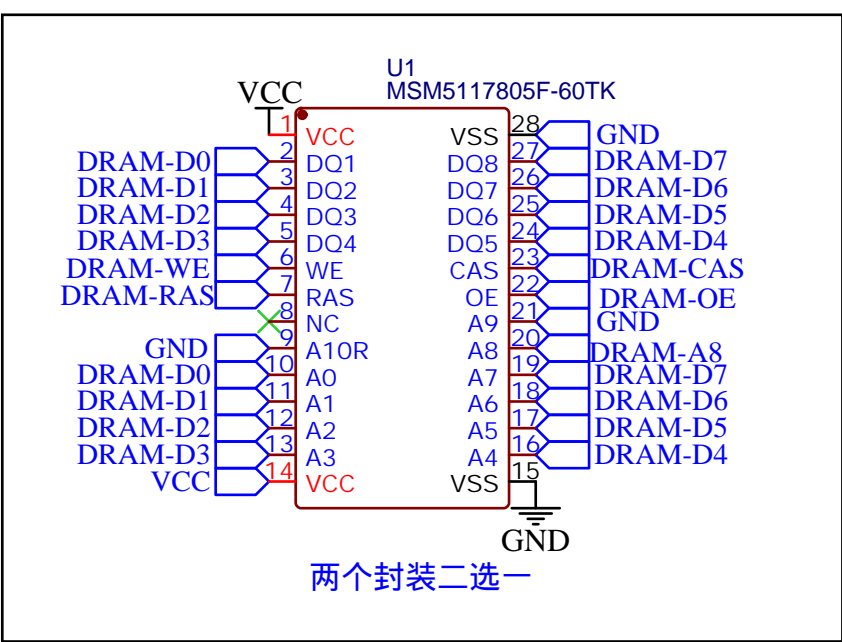 U1
MSM5117805F-60TK
VCC
1 VCC VSS 28 GND
DRAM-D0 2 DQ1 DQ8 27 DRAM-D7
DRAM-D1 3 DQ2 DQ7 26 DRAM-D6
DRAM-D2 4 DQ3 DQ6 25 DRAM-D5
DRAM-D3 5 DQ4 DQ5 24 DRAM-D4
DRAM-WE 6 WE CAS 23 DRAM-CAS
DRAM-RAS 7 RAS OE 22 DRAM-OE
8 NC A9 21 GND
GND 9 A10R A8 20 DRAM-A8
DRAM-D0 10 A0 A7 19 DRAM-D7
DRAM-D1 11 A1 A6 18 DRAM-D6
DRAM-D2 12 A2 A5 17 DRAM-D5
DRAM-D3 13 A3 A4 16 DRAM-D4
VCC 14 VCC VSS 15
GND
两个封装二选一